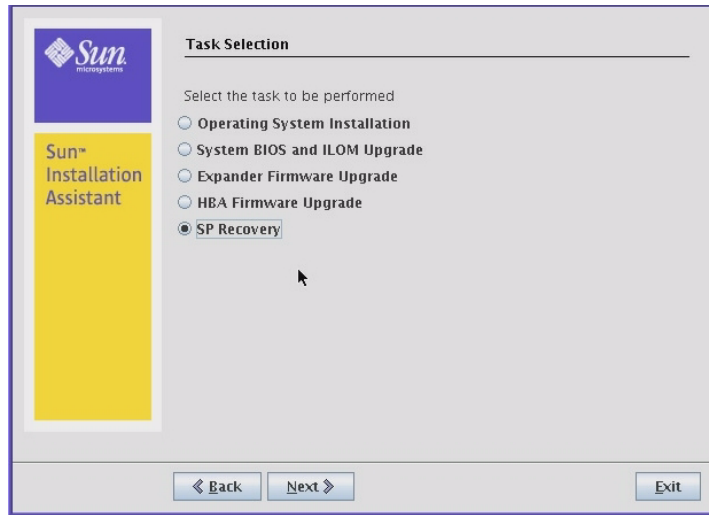 Sun
microsystems
Sun™
Installation
Assistant
Task Selection
Select the task to be performed
Operating System Installation
System BIOS and ILOM Upgrade
Expander Firmware Upgrade
HBA Firmware Upgrade
SP Recovery
Back
Next
Exit